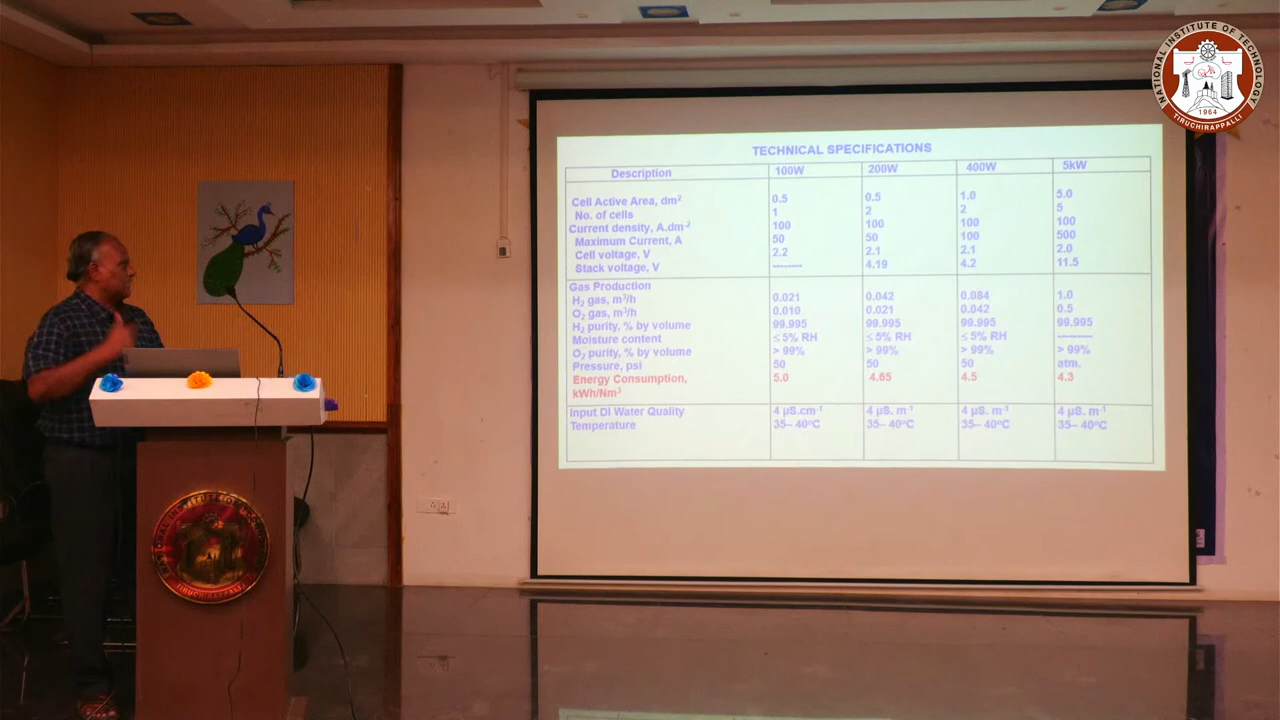 NATIONAL INSTITUTE OF TECHNOLOGY
1964
TIRUCHIRAPPALLI
TECHNICAL SPECIFICATIONS
Description 100W 200W 400W 5kW
Cell Active Area, dm² 0.5 0.5 1.0 5.0
No. of cells 1 2 2 5
Current density, A.dm⁻² 100 100 100 100
Maximum Current, A 50 50 100 500
Cell voltage, V 2.2 2.1 2.1 2.0
Stack voltage, V -------- 4.19 4.2 11.5
Gas Production
H₂ gas, m³/h 0.021 0.042 0.084 1.0
O₂ gas, m³/h 0.010 0.021 0.042 0.5
H₂ purity, % by volume 99.995 99.995 99.995 99.995
Moisture content ≤ 5% RH ≤ 5% RH ≤ 5% RH --------
O₂ purity, % by volume > 99% > 99% > 99% > 99%
Pressure, psi 50 50 50 atm.
Energy Consumption, 5.0 4.65 4.5 4.3
kWh/Nm³
Input DI Water Quality 4 µS.cm⁻¹ 4 µS. m⁻¹ 4 µS. m⁻¹ 4 µS. m⁻¹
Temperature 35– 40°C 35– 40°C 35– 40°C 35– 40°C
TIRUCHIRAPPALLI